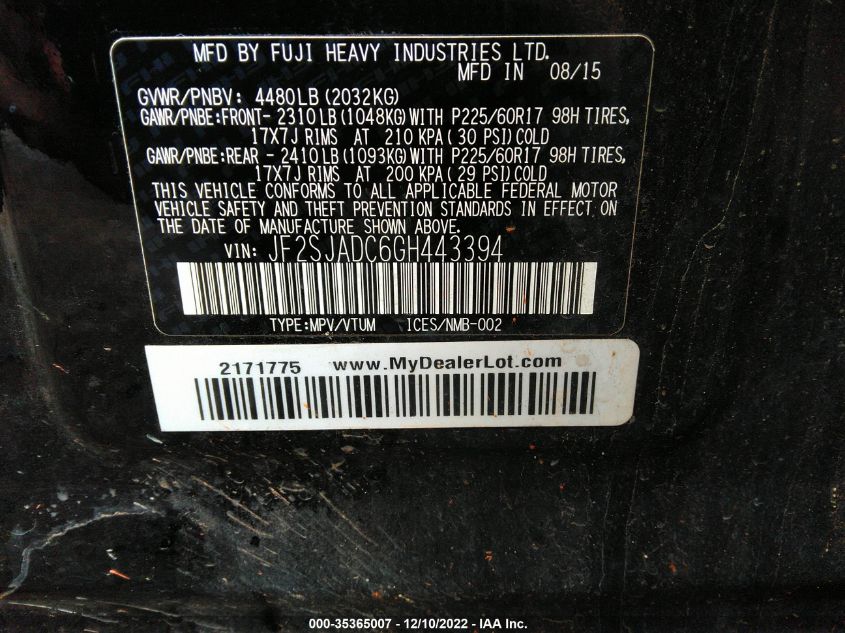 MFD BY FUJI HEAVY INDUSTRIES LTD.
MFD IN 08/15
GVWR/PNBV: 4480LB(2032KG)
GAWR/PNBE:FRONT- 2310LB(1048KG)WITH P225/60R17 98H TIRES,
17X7J RIMS AT 210 KPA(30 PSI)COLD
GAWR/PNBE:REAR - 2410LB(1093KG)WITH P225/60R17 98H TIRES,
17X7J RIMS AT 200 KPA(29 PSI)COLD
THIS VEHICLE CONFORMS TO ALL APPLICABLE FEDERAL MOTOR
VEHICLE SAFETY AND THEFT PREVENTION STANDARDS IN EFFECT ON
THE DATE OF MANUFACTURE SHOWN ABOVE.
VIN: JF2SJADC6GH443394
TYPE:MPV/VTUM ICES/NMB-002
2171775 www.MyDealerLot.com
000-35365007 - 12/10/2022 - IAA Inc.